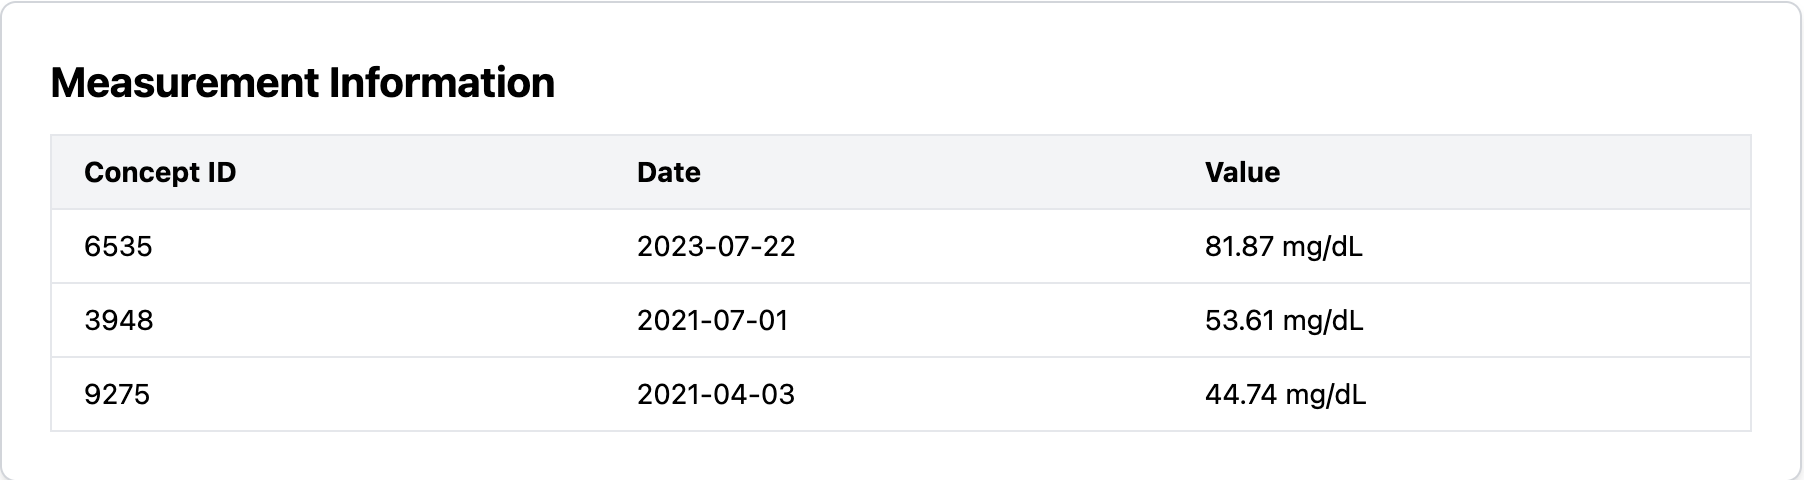 Measurement Information
Concept ID Date Value
6535 2023-07-22 81.87 mg/dL
3948 2021-07-01 53.61 mg/dL
9275 2021-04-03 44.74 mg/dL